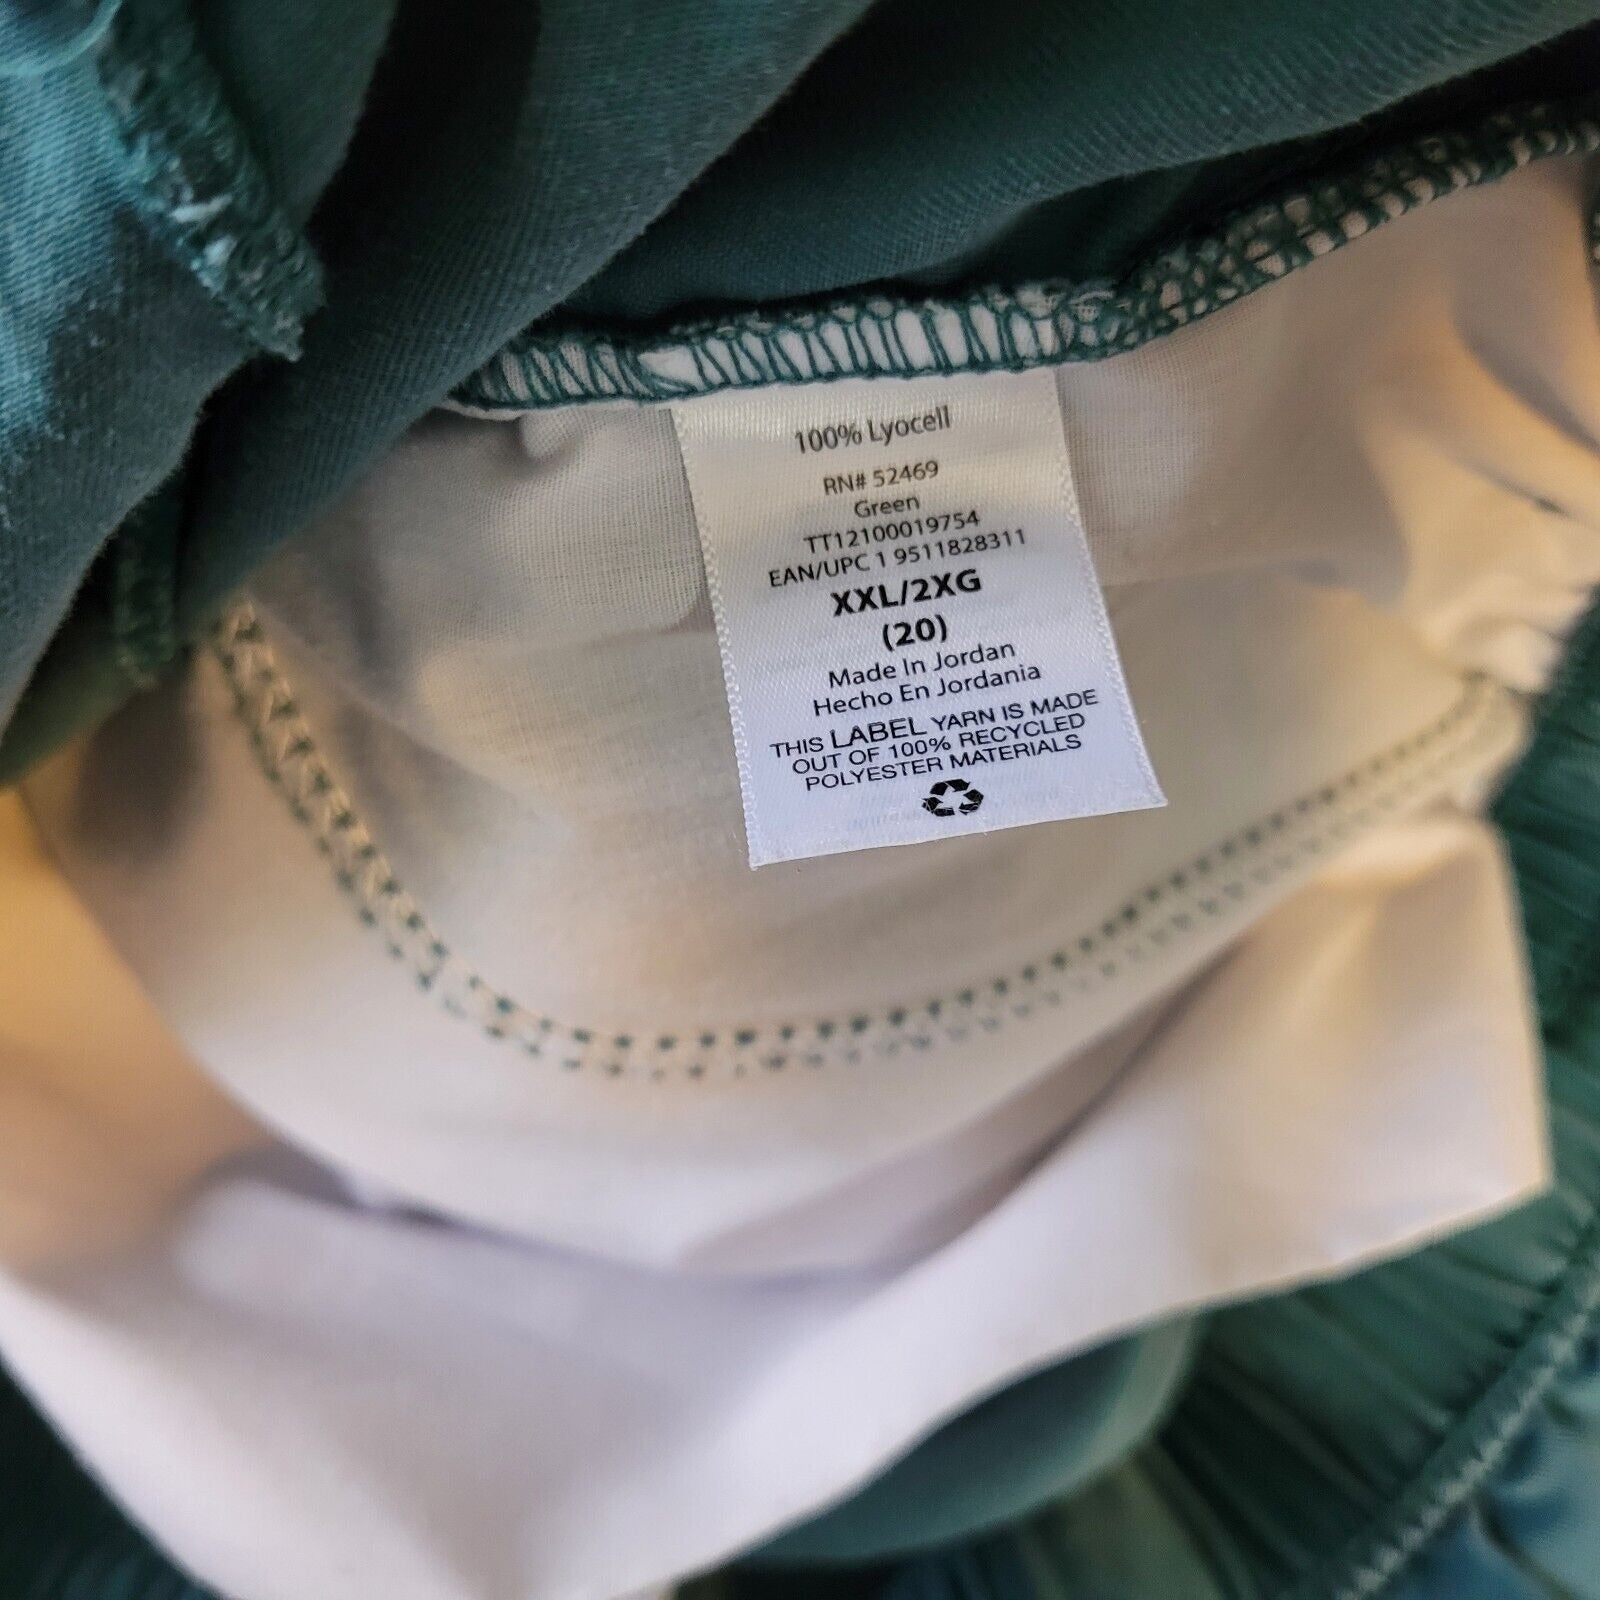 100% Lyocell
RN# 52469
Green
TT12100019754
EAN/UPC 1 9511828311
XXL/2XG
(20)
Made In Jordan
Hecho En Jordania
THIS LABEL YARN IS MADE
OUT OF 100% RECYCLED
POLYESTER MATERIALS